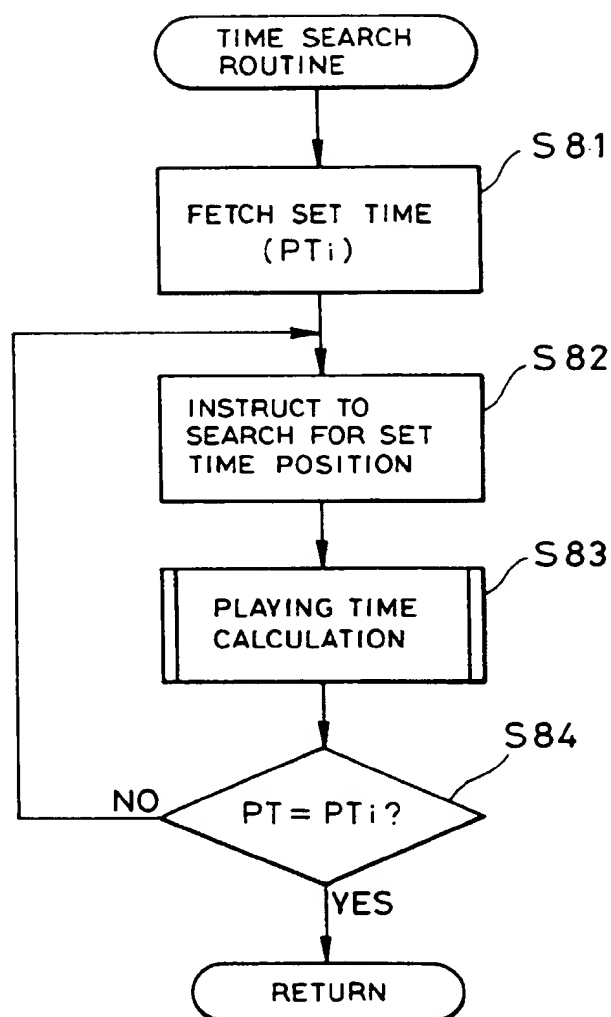 TIME SEARCH
ROUTINE
S81
FETCH SET TIME
(PTi)
S82
INSTRUCT TO
SEARCH FOR SET
TIME POSITION
S83
PLAYING TIME
CALCULATION
S84
NO
PT = PTi?
YES
RETURN